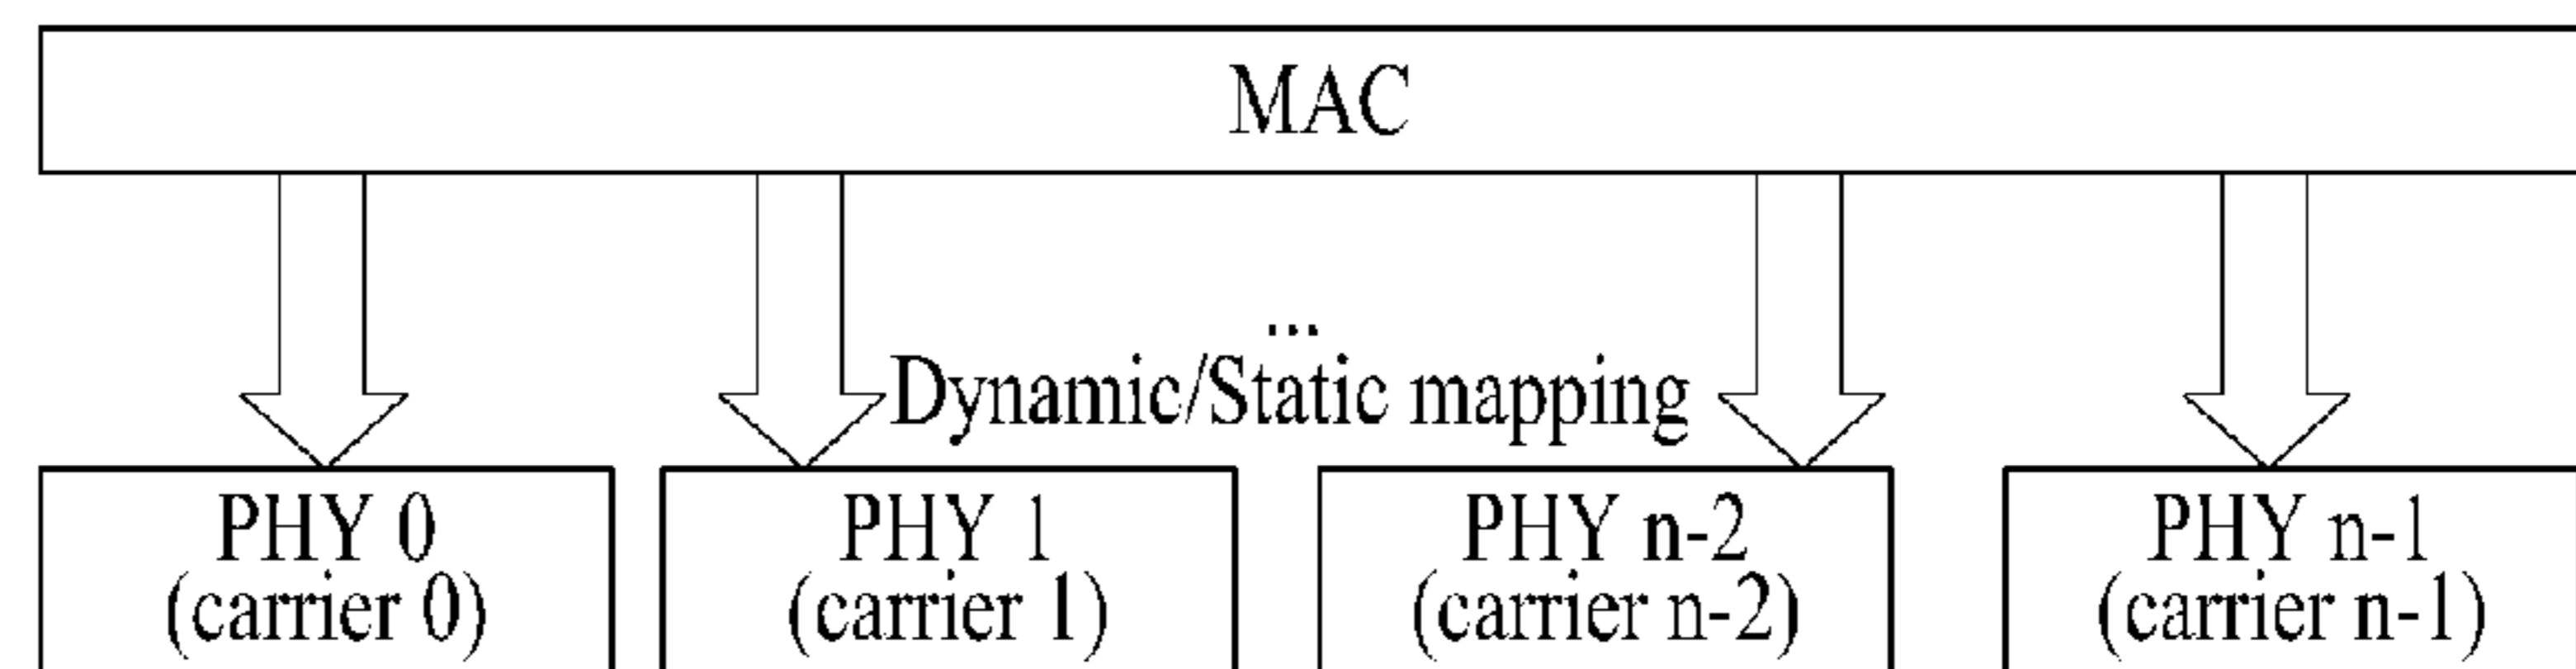 MAC
...
Dynamic/Static mapping
PHY 0
(carrier 0)
PHY 1
(carrier 1)
PHY n-2
(carrier n-2)
PHY n-1
(carrier n-1)